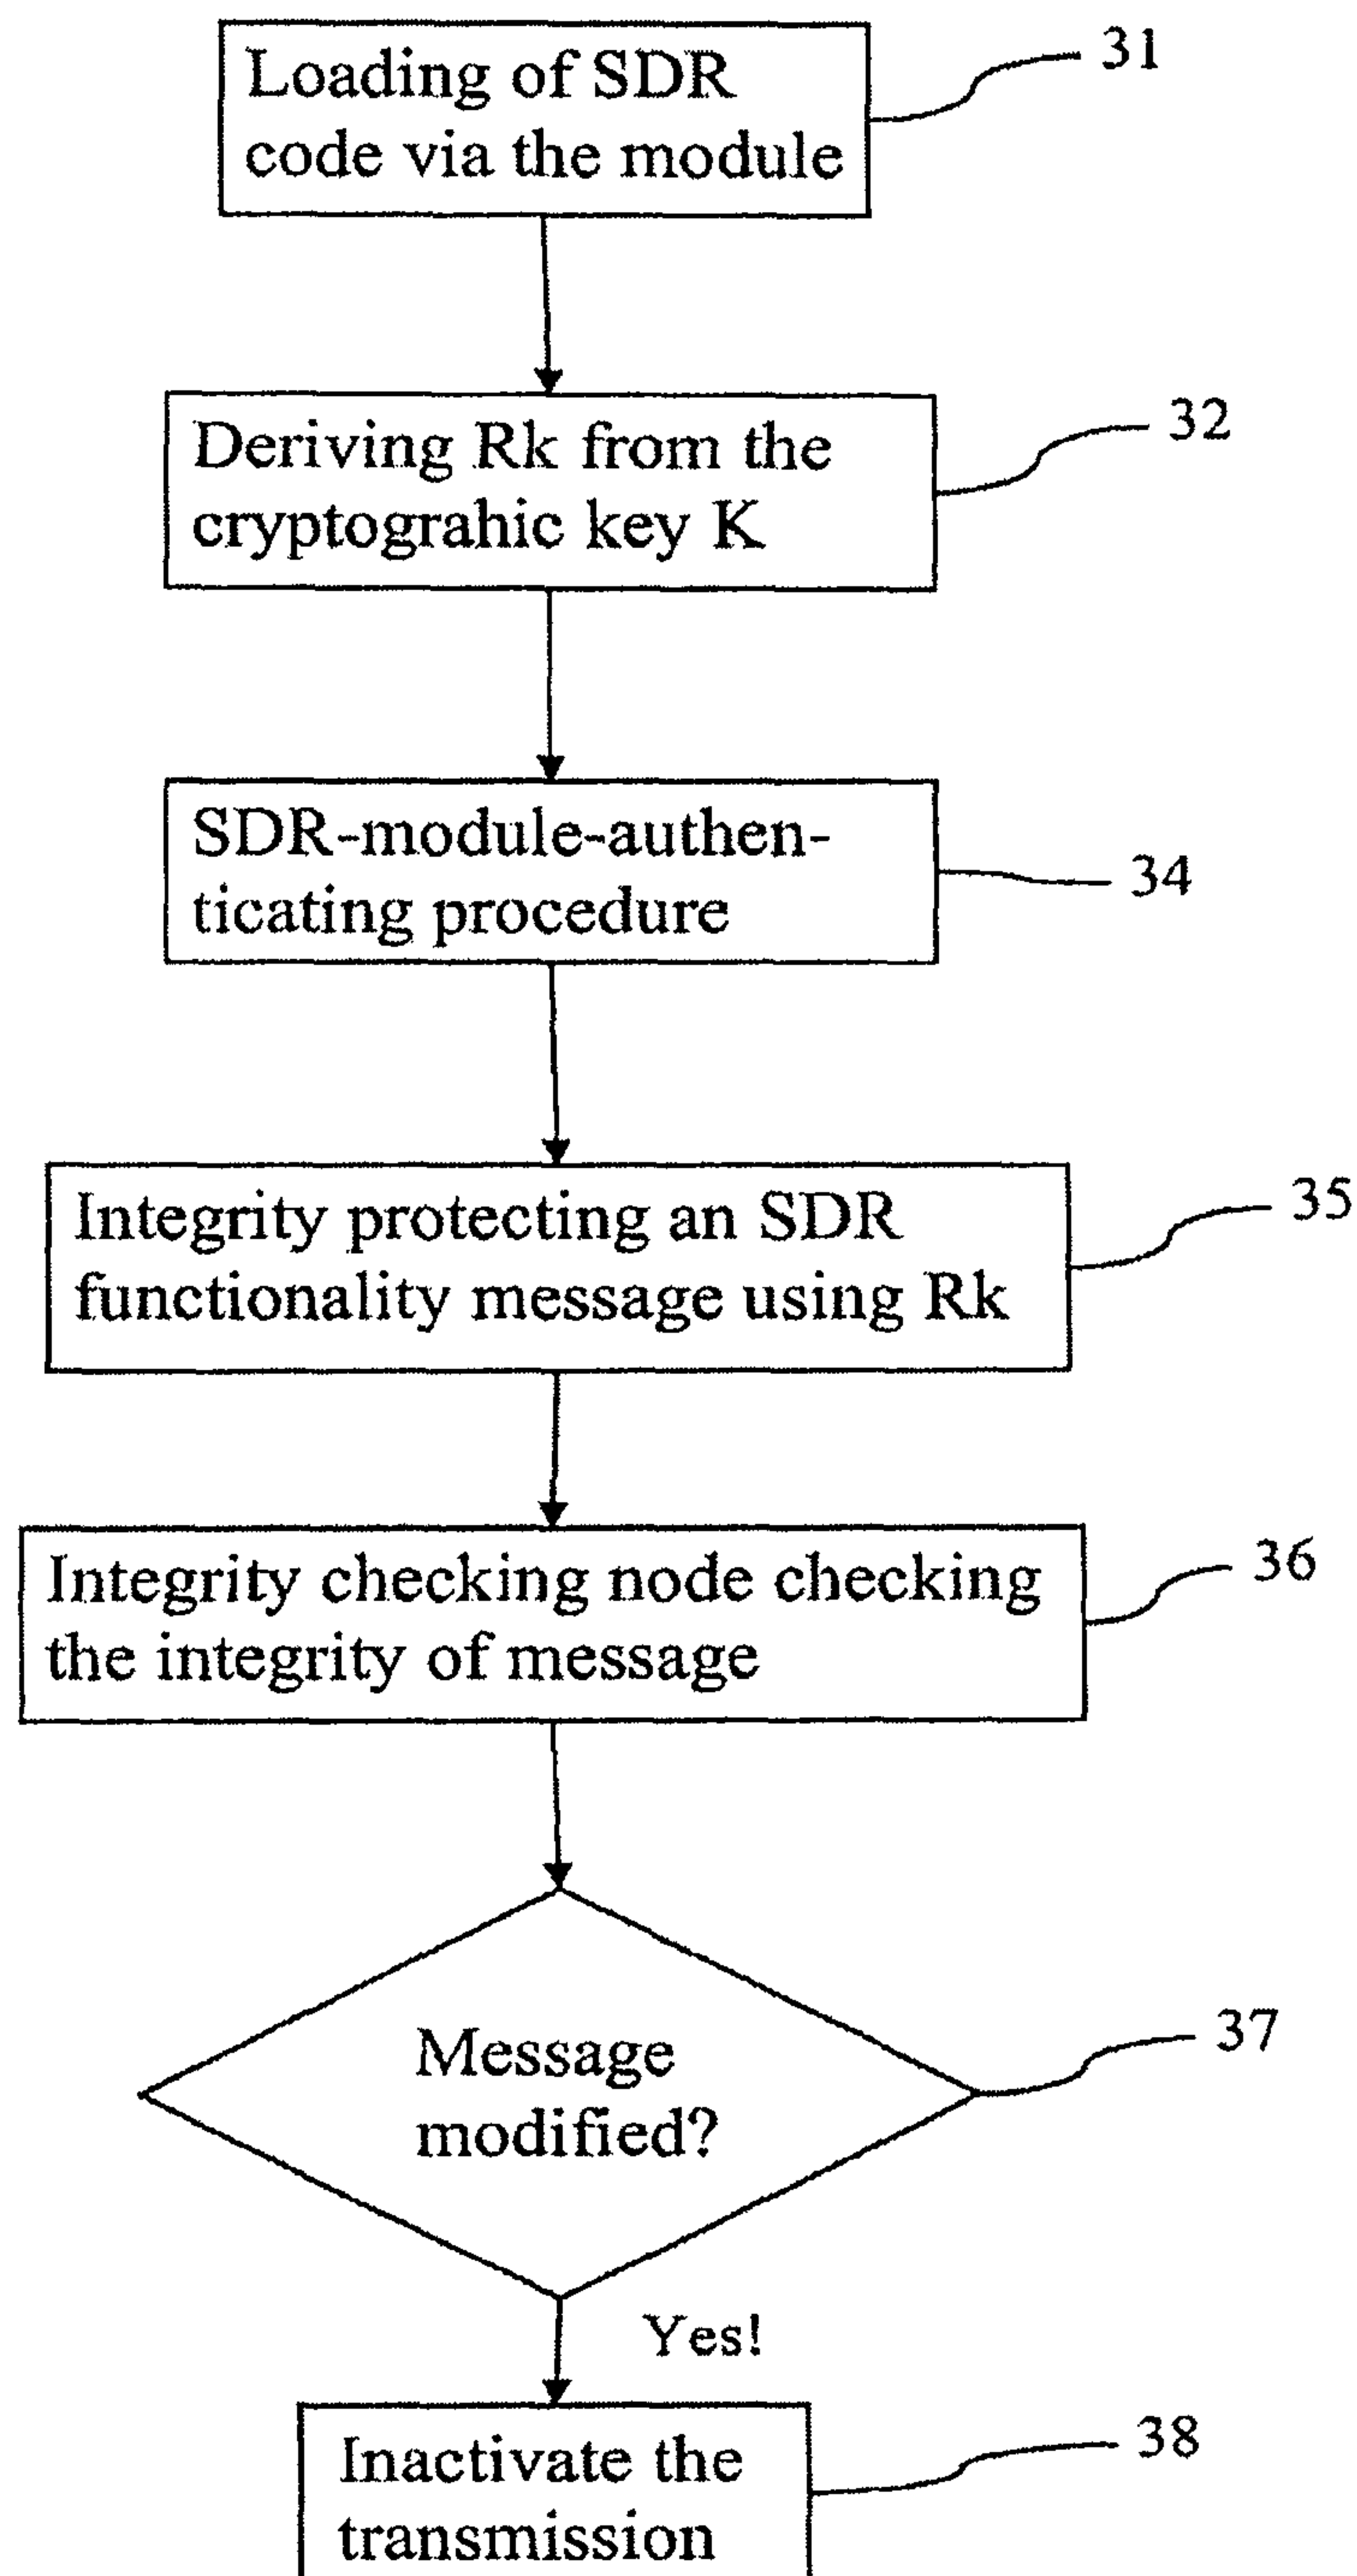 Loading of SDR
code via the module
31
Deriving Rk from the
cryptograhic key K
32
SDR-module-authen-
ticating procedure
34
Integrity protecting an SDR
functionality message using Rk
35
Integrity checking node checking
the integrity of message
36
Message
modified?
37
Yes!
Inactivate the
transmission
38